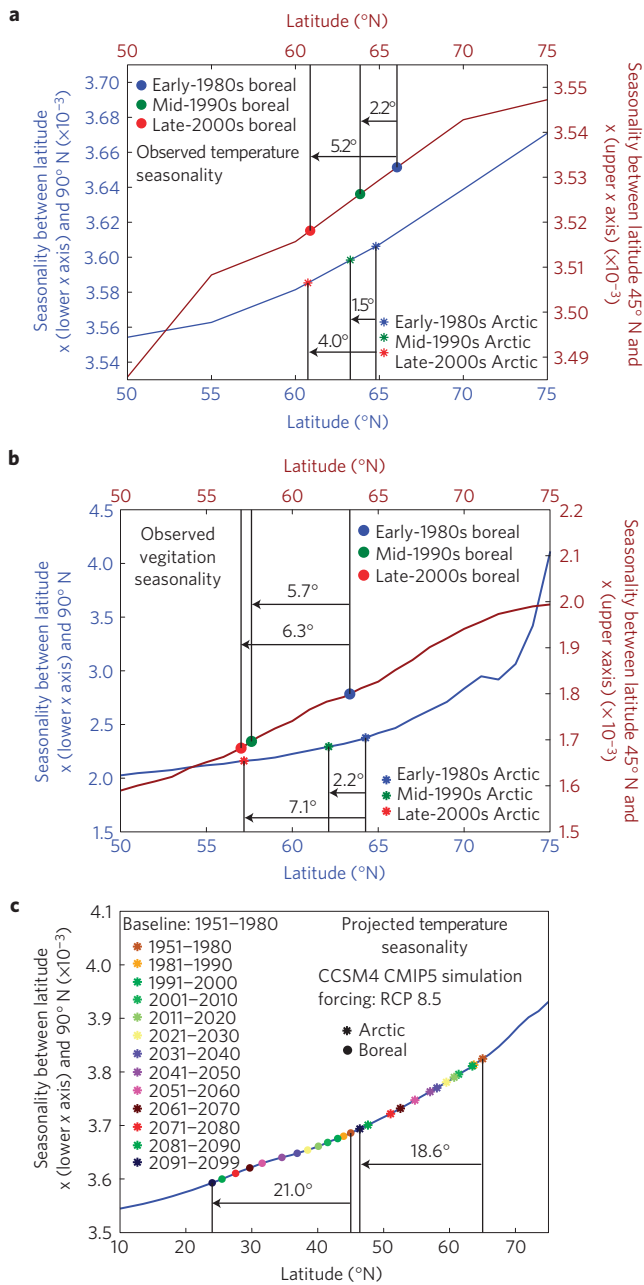 a
Latitude (°N)
50 55 60 65 70 75
3.70
3.68
3.66
3.64
3.62
3.60
3.58
3.56
3.54
Seasonality between latitude
x (lower x axis) and 90° N (×10⁻³)
Early-1980s boreal
Mid-1990s boreal
Late-2000s boreal
Observed temperature
seasonality
2.2°
5.2°
1.5°
4.0°
Early-1980s Arctic
Mid-1990s Arctic
Late-2000s Arctic
3.55
3.54
3.53
3.52
3.51
3.50
3.49
Seasonality between latitude 45° N and
x (upper x axis) (×10⁻³)
50 55 60 65 70 75
Latitude (°N)
b
Latitude (°N)
50 55 60 65 70 75
4.5
4.0
3.5
3.0
2.5
2.0
1.5
Seasonality between latitude
x (lower x axis) and 90° N
Observed
vegitation
seasonality
Early-1980s boreal
Mid-1990s boreal
Late-2000s boreal
5.7°
6.3°
2.2°
7.1°
Early-1980s Arctic
Mid-1990s Arctic
Late-2000s Arctic
2.2
2.1
2.0
1.9
1.8
1.7
1.6
1.5
Seasonality between latitude 45° N and
x (upper xaxis) (×10⁻³)
50 55 60 65 70 75
Latitude (°N)
c
4.1
4.0
3.9
3.8
3.7
3.6
3.5
Seasonality between latitude
x (lower x axis) and 90° N (×10⁻³)
Baseline: 1951–1980
1951–1980
1981–1990
1991–2000
2001–2010
2011–2020
2021–2030
2031–2040
2041–2050
2051–2060
2061–2070
2071–2080
2081–2090
2091–2099
Projected temperature
seasonality
CCSM4 CMIP5 simulation
forcing: RCP 8.5
Arctic
Boreal
18.6°
21.0°
10 20 30 40 50 60 70
Latitude (°N)